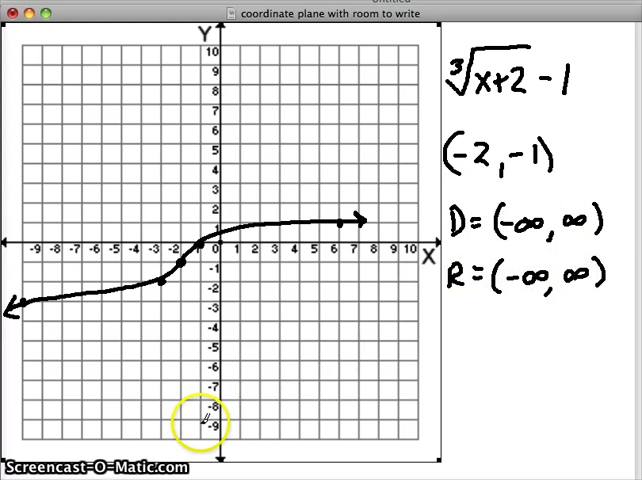 Untitled
coordinate plane with room to write
Y
10
9
8
7
6
5
4
3
2
1
-9 -8 -7 -6 -5 -4 -3 -2 -1 0 1 2 3 4 5 6 7 8 9 10
X
-1
-2
-3
-4
-5
-6
-7
-8
-9
∛(x+2) - 1
(-2, -1)
D = (-∞, ∞)
R = (-∞, ∞)
Screencast-O-Matic.com